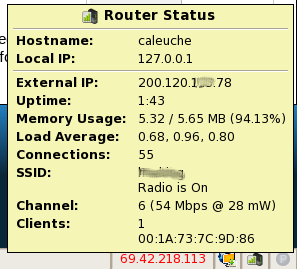 Router Status
Hostname: caleuche
Local IP: 127.0.0.1
External IP: 200.120.1 .78
Uptime: 1:43
Memory Usage: 5.32 / 5.65 MB (94.13%)
Load Average: 0.68, 0.96, 0.80
Connections: 55
SSID:
Radio is On
Channel: 6 (54 Mbps @ 28 mW)
Clients: 1
00:1A:73:7C:9D:86
69.42.218.113